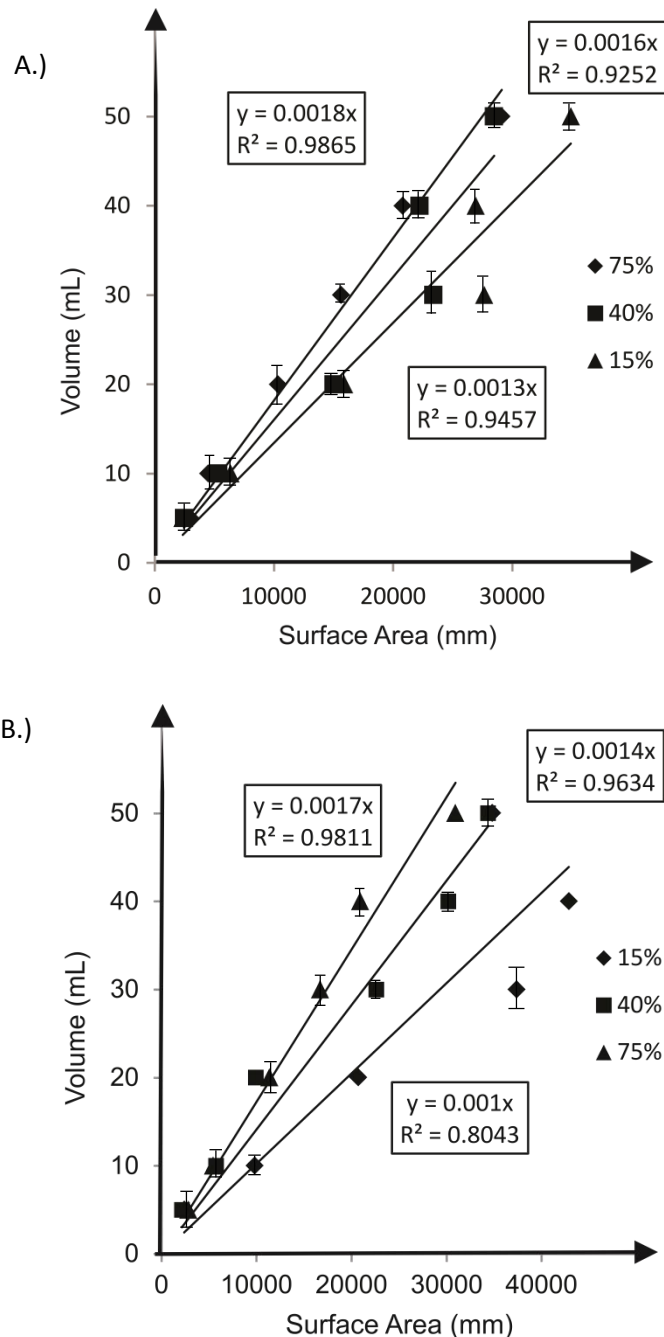 A.)
y = 0.0016x
R² = 0.9252
y = 0.0018x
R² = 0.9865
50
40
30
20
10
0
Volume (mL)
75%
40%
15%
y = 0.0013x
R² = 0.9457
0 10000 20000 30000
Surface Area (mm)
B.)
y = 0.0014x
R² = 0.9634
y = 0.0017x
R² = 0.9811
50
40
30
20
10
0
Volume (mL)
15%
40%
75%
y = 0.001x
R² = 0.8043
0 10000 20000 30000 40000
Surface Area (mm)